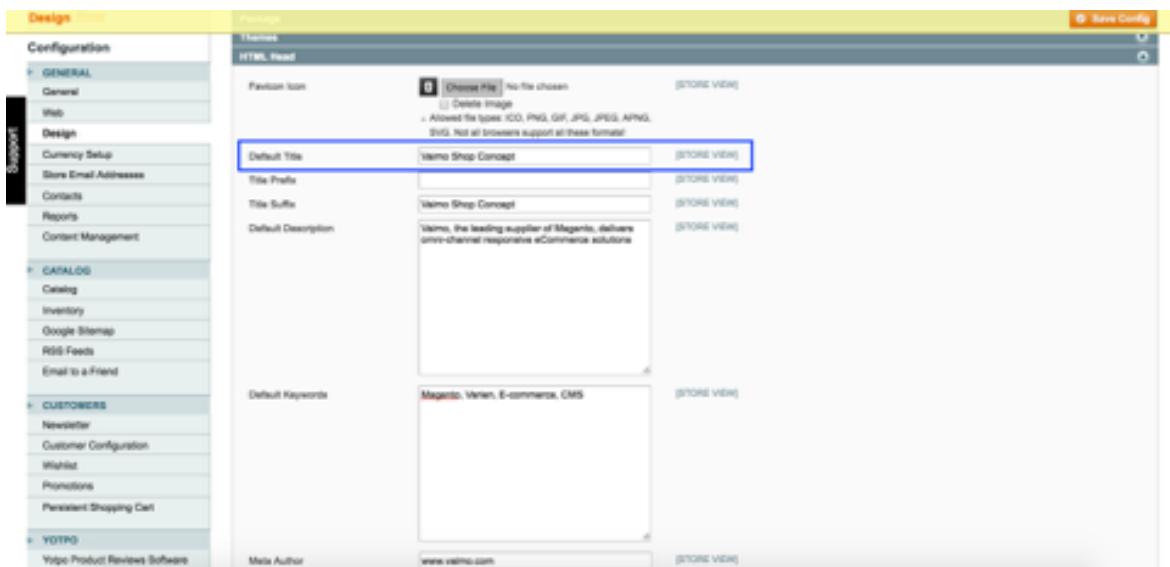 Design
Package
Save Config
Configuration
Themes
HTML Head
GENERAL
General
Web
Design
Currency Setup
Store Email Addresses
Contacts
Reports
Content Management
CATALOG
Catalog
Inventory
Google Sitemap
RSS Feeds
Email to a Friend
CUSTOMERS
Newsletter
Customer Configuration
Wishlist
Promotions
Persistent Shopping Cart
YOTPO
Yotpo Product Reviews Software
Support
Favicon Icon
Choose File No file chosen
[STORE VIEW]
Delete Image
Allowed file types: ICO, PNG, GIF, JPG, JPEG, APNG,
SVG. Not all browsers support all these formats!
Default Title
Vaimo Shop Concept
[STORE VIEW]
Title Prefix
[STORE VIEW]
Title Suffix
Vaimo Shop Concept
[STORE VIEW]
Default Description
Vaimo, the leading supplier of Magento, delivers
omni-channel responsive eCommerce solutions
[STORE VIEW]
Default Keywords
Magento, Varien, E-commerce, CMS
[STORE VIEW]
Meta Author
www.vaimo.com
[STORE VIEW]